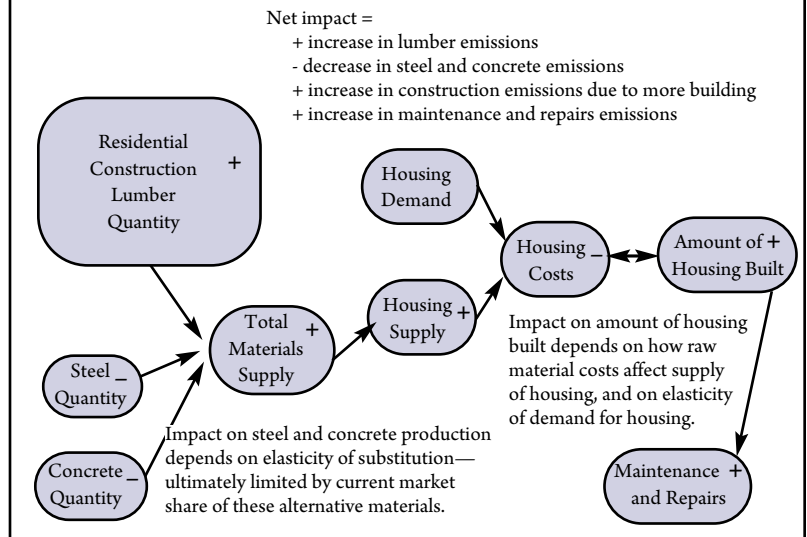 Net impact =
+ increase in lumber emissions
- decrease in steel and concrete emissions
+ increase in construction emissions due to more building
+ increase in maintenance and repairs emissions
Residential
Construction +
Lumber
Quantity
Housing
Demand
Housing –
Costs
Amount of +
Housing Built
Housing +
Supply
Total +
Materials
Supply
Steel –
Quantity
Concrete –
Quantity
Impact on amount of housing
built depends on how raw
material costs affect supply
of housing, and on elasticity
of demand for housing.
Impact on steel and concrete production
depends on elasticity of substitution—
ultimately limited by current market
share of these alternative materials.
Maintenance +
and Repairs